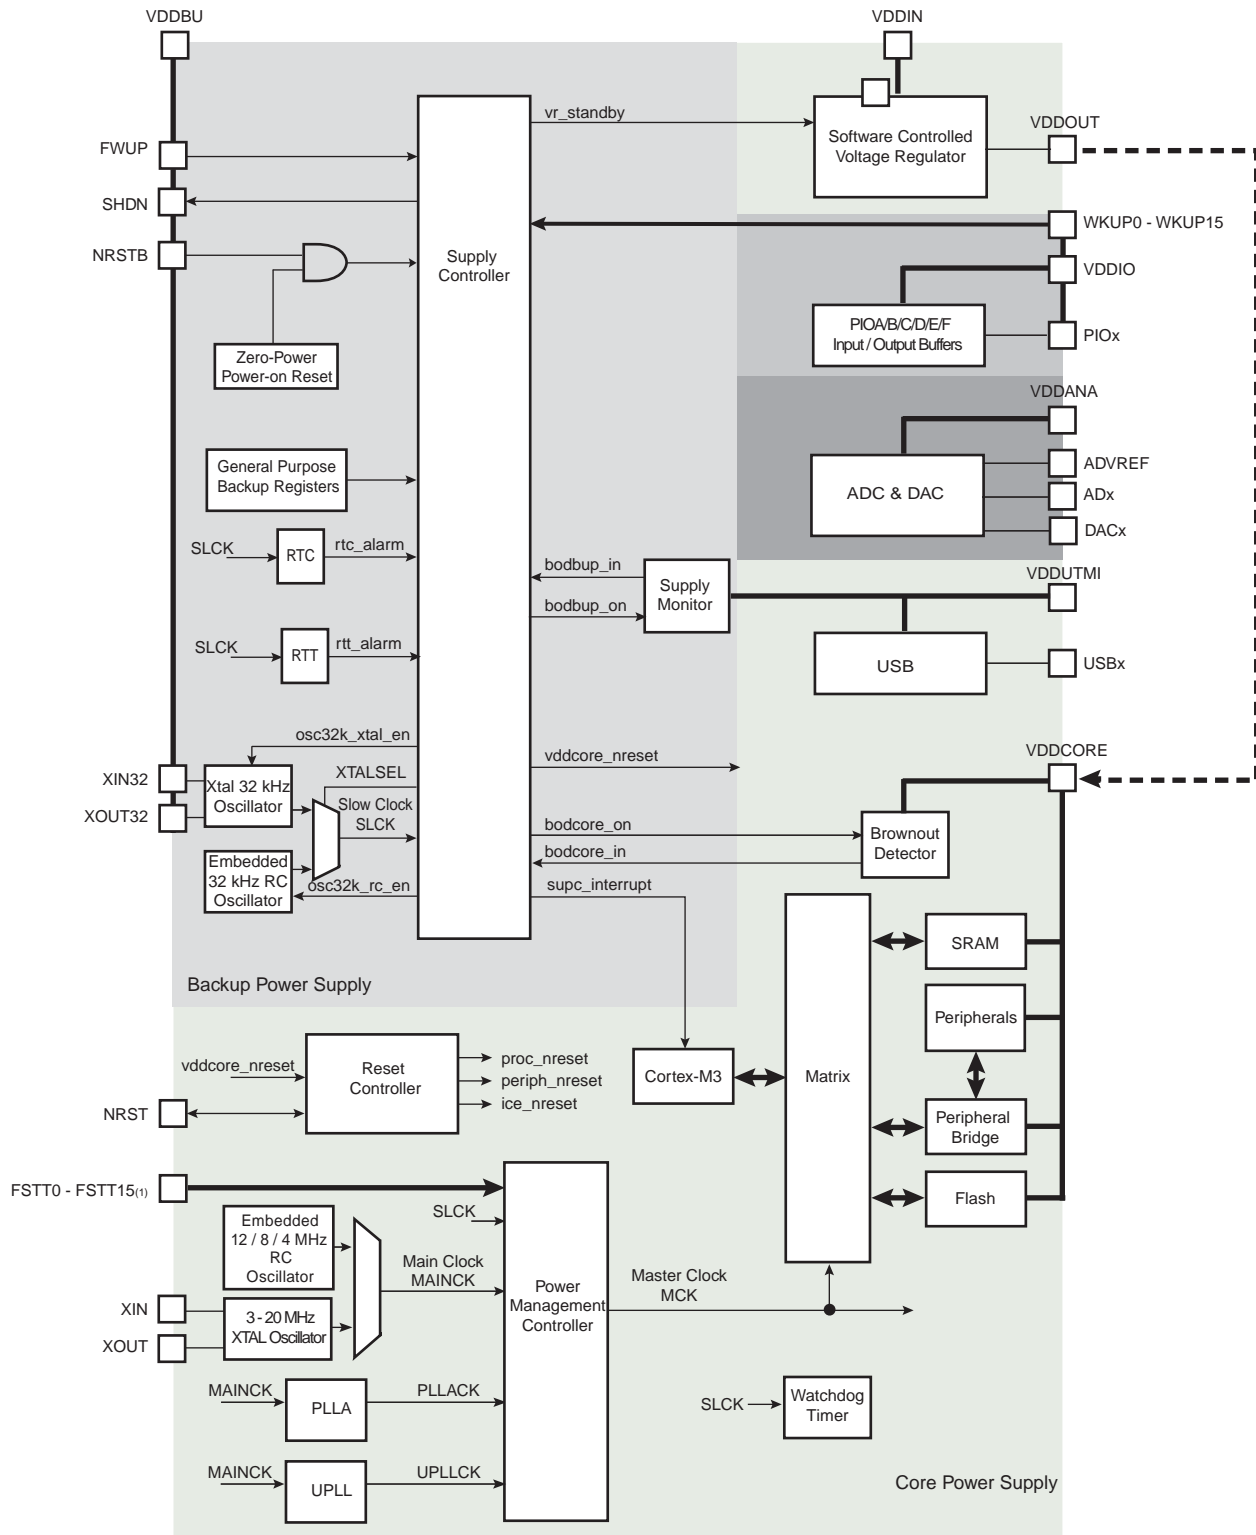 VDDBU
VDDIN
vr_standby
Software Controlled
Voltage Regulator
VDDOUT
FWUP
SHDN
NRSTB
WKUP0 - WKUP15
VDDIO
Supply
Controller
PIOA/B/C/D/E/F
Input / Output Buffers
PIOx
Zero-Power
Power-on Reset
VDDANA
General Purpose
Backup Registers
ADC & DAC
ADVREF
ADx
DACx
SLCK
RTC
rtc_alarm
bodbup_in
bodbup_on
Supply
Monitor
VDDUTMI
SLCK
RTT
rtt_alarm
USB
USBx
osc32k_xtal_en
vddcore_nreset
VDDCORE
XIN32
XOUT32
Xtal 32 kHz
Oscillator
XTALSEL
Slow Clock
SLCK
bodcore_on
bodcore_in
Brownout
Detector
Embedded
32 kHz RC
Oscillator
osc32k_rc_en
supc_interrupt
SRAM
Backup Power Supply
Peripherals
vddcore_nreset
Reset
Controller
proc_nreset
periph_nreset
ice_nreset
NRST
Cortex-M3
Matrix
Peripheral
Bridge
FSTT0 - FSTT15(1)
Flash
SLCK
Embedded
12 / 8 / 4 MHz
RC
Oscillator
Main Clock
MAINCK
Power
Management
Controller
Master Clock
MCK
XIN
XOUT
3 - 20 MHz
XTAL Oscillator
MAINCK
PLLA
PLLACK
SLCK
Watchdog
Timer
MAINCK
UPLL
UPLLCK
Core Power Supply